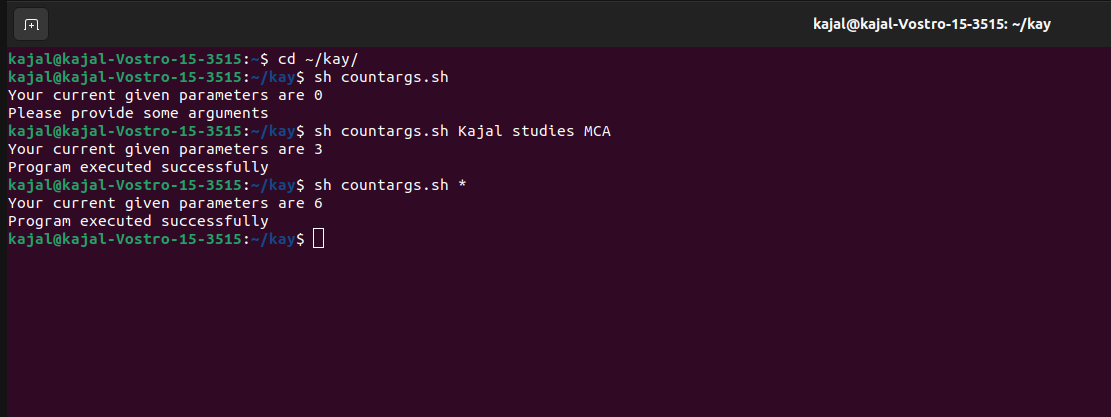 kajal@kajal-Vostro-15-3515: ~/kay
kajal@kajal-Vostro-15-3515:~$ cd ~/kay/
kajal@kajal-Vostro-15-3515:~/kay$ sh countargs.sh
Your current given parameters are 0
Please provide some arguments
kajal@kajal-Vostro-15-3515:~/kay$ sh countargs.sh Kajal studies MCA
Your current given parameters are 3
Program executed successfully
kajal@kajal-Vostro-15-3515:~/kay$ sh countargs.sh *
Your current given parameters are 6
Program executed successfully
kajal@kajal-Vostro-15-3515:~/kay$